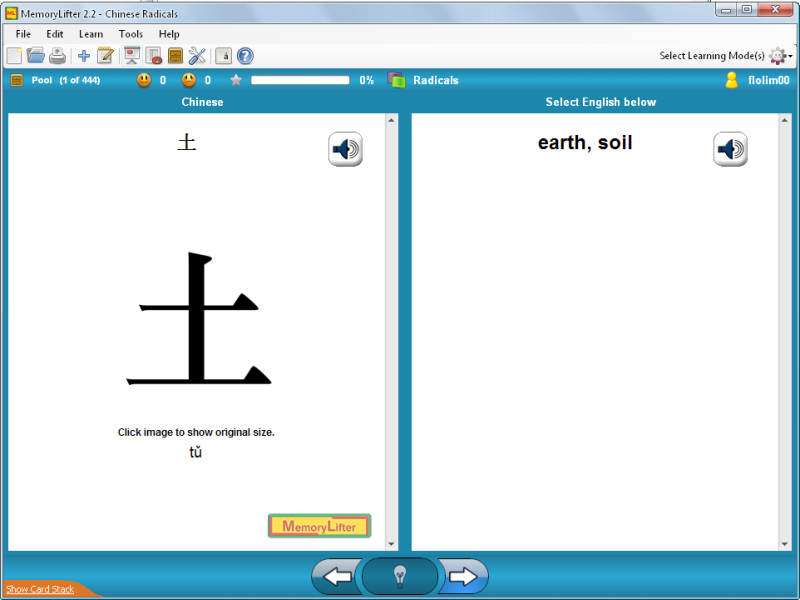 MemoryLifter 2.2 - Chinese Radicals
File Edit Learn Tools Help
Select Learning Mode(s)
Pool (1 of 444) 0 0 0% Radicals flolim00
Chinese
Select English below
土
earth, soil
土
Click image to show original size.
tǔ
MemoryLifter
Show Card Stack